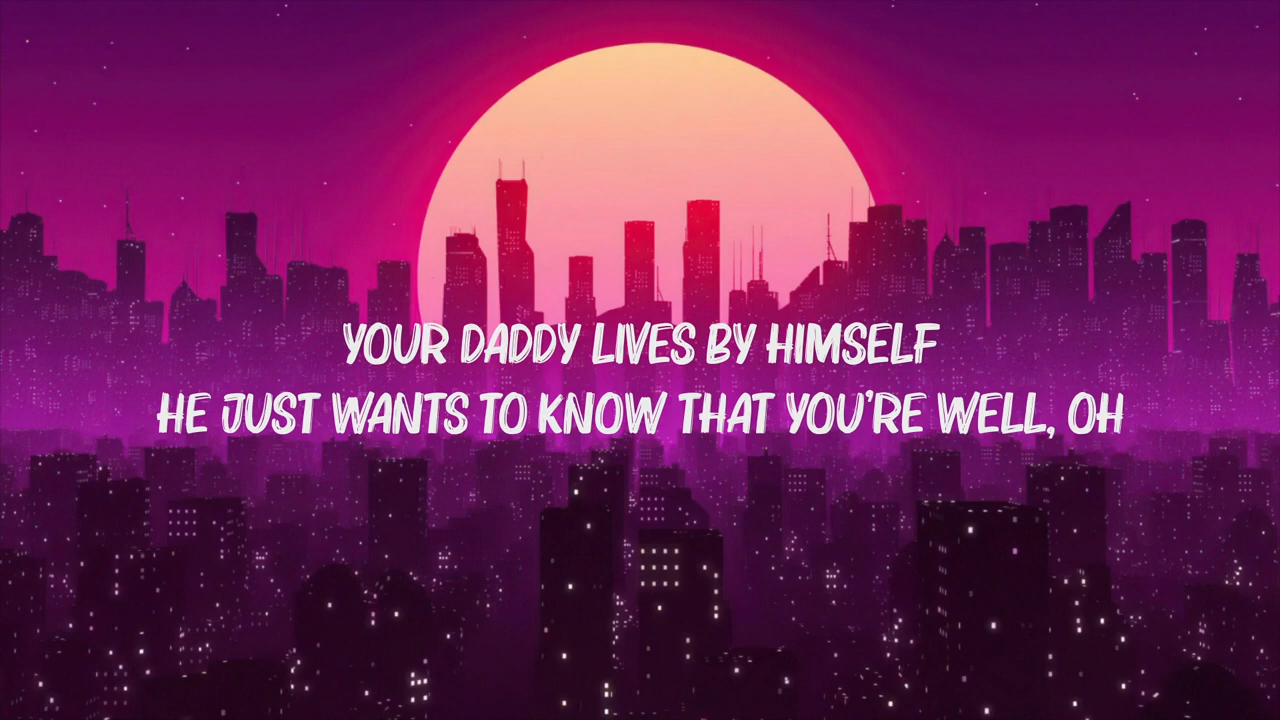 YOUR DADDY LIVES BY HIMSELF
HE JUST WANTS TO KNOW THAT YOU'RE WELL, OH